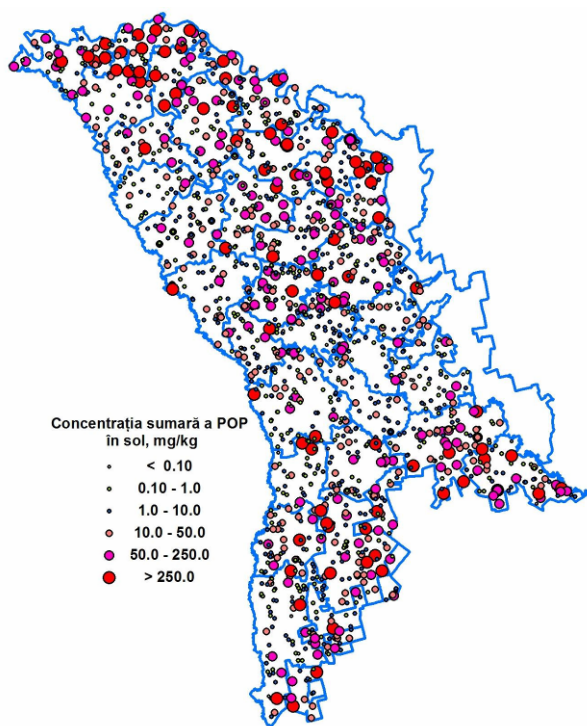 Concentrația sumară a POP
în sol, mg/kg
< 0.10
0.10 - 1.0
1.0 - 10.0
10.0 - 50.0
50.0 - 250.0
> 250.0